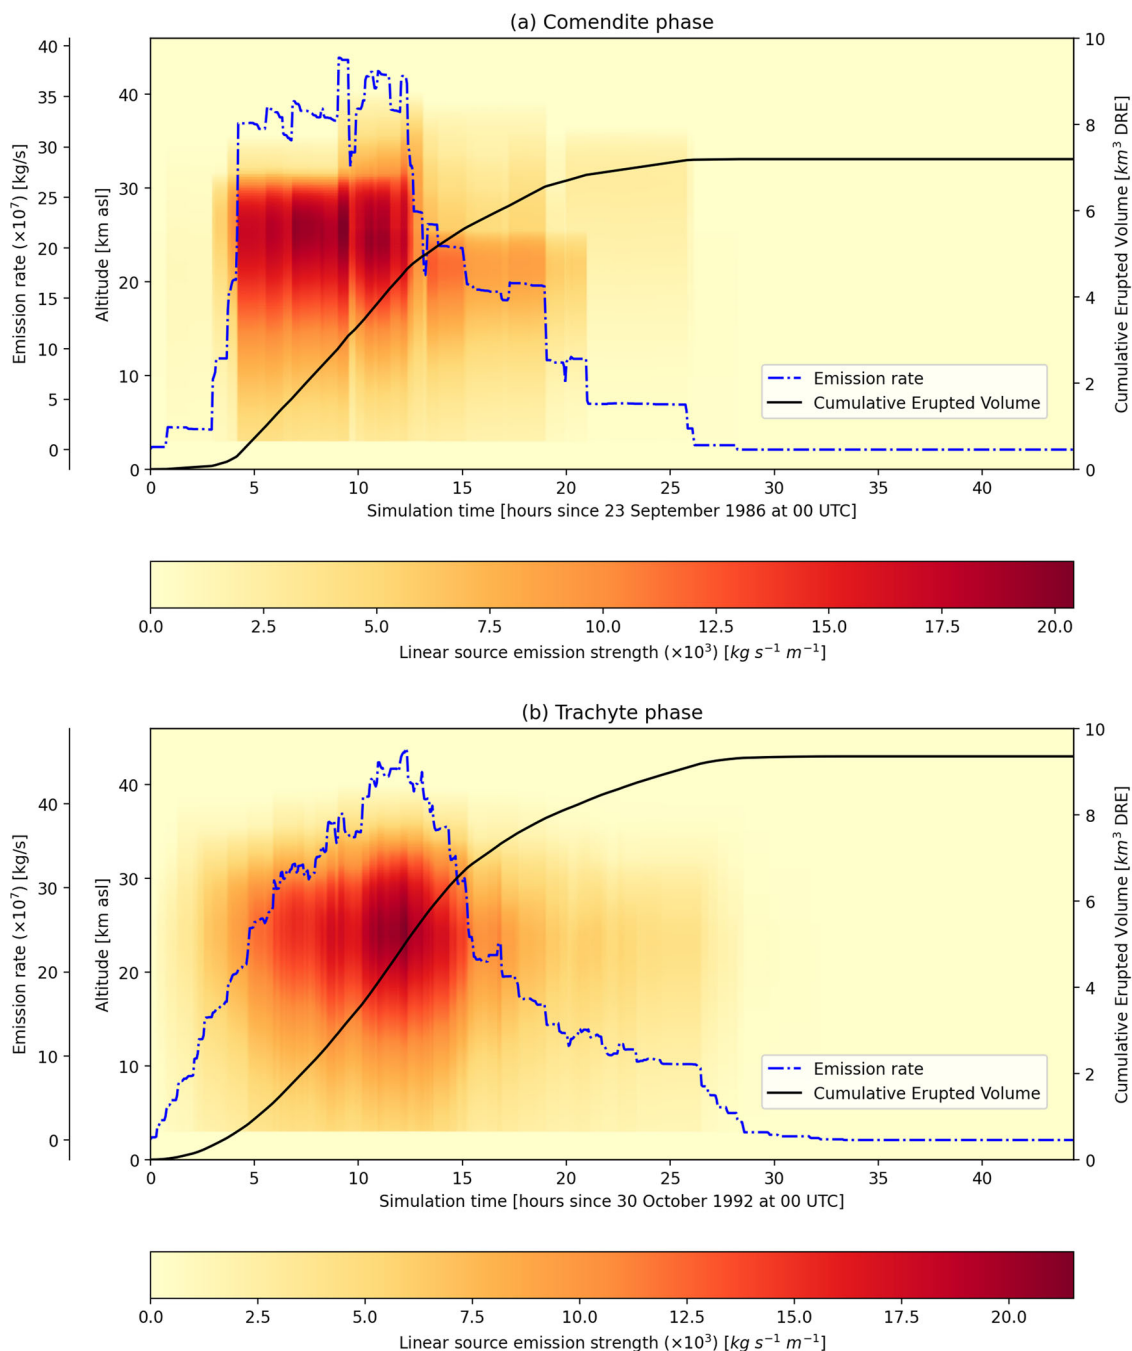 (a) Comendite phase
40
35
30
25
20
15
10
5
0
Emission rate (×10⁷) [kg/s]
40
30
20
10
0
Altitude [km asl]
10
8
6
4
2
0
Cumulative Erupted Volume [km³ DRE]
Emission rate
Cumulative Erupted Volume
0 5 10 15 20 25 30 35 40
Simulation time [hours since 23 September 1986 at 00 UTC]
0.0 2.5 5.0 7.5 10.0 12.5 15.0 17.5 20.0
Linear source emission strength (×10³) [kg s⁻¹ m⁻¹]
(b) Trachyte phase
40
30
20
10
0
Emission rate (×10⁷) [kg/s]
40
30
20
10
0
Altitude [km asl]
10
8
6
4
2
0
Cumulative Erupted Volume [km³ DRE]
Emission rate
Cumulative Erupted Volume
0 5 10 15 20 25 30 35 40
Simulation time [hours since 30 October 1992 at 00 UTC]
0.0 2.5 5.0 7.5 10.0 12.5 15.0 17.5 20.0
Linear source emission strength (×10³) [kg s⁻¹ m⁻¹]